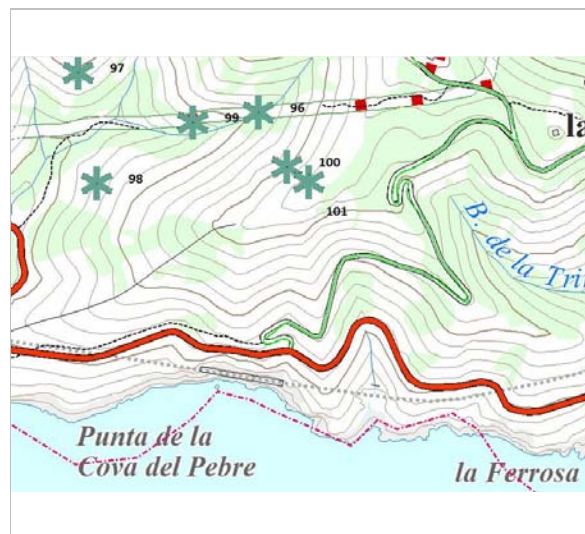 97
96
99
la
100
98
101
B. de la Tri
Punta de la
Cova del Pebre
la Ferrosa